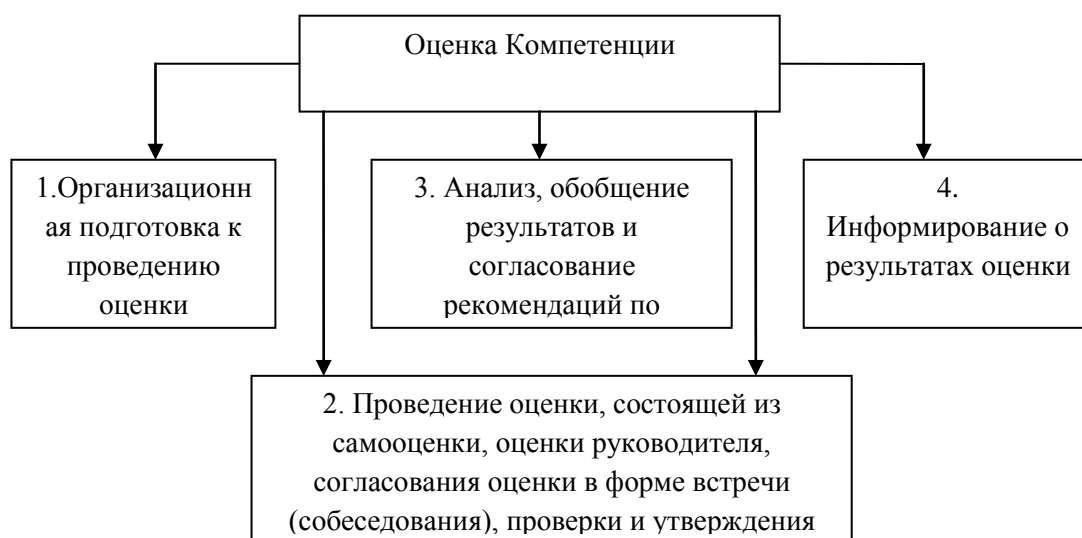 Оценка Компетенции
1.Организационн
ая подготовка к
проведению
оценки
3. Анализ, обобщение
результатов и
согласование
рекомендаций по
4.
Информирование о
результатах оценки
2. Проведение оценки, состоящей из
самооценки, оценки руководителя,
согласования оценки в форме встречи
(собеседования), проверки и утверждения